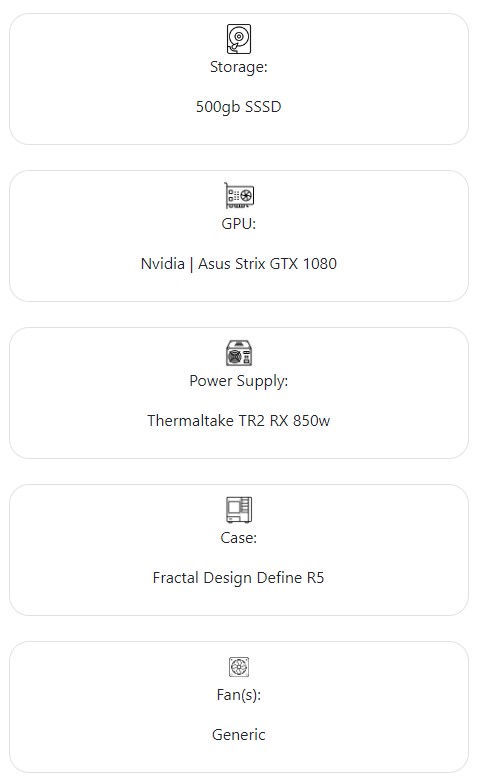 Storage:
500gb SSSD
GPU:
Nvidia | Asus Strix GTX 1080
Power Supply:
Thermaltake TR2 RX 850w
Case:
Fractal Design Define R5
Fan(s):
Generic